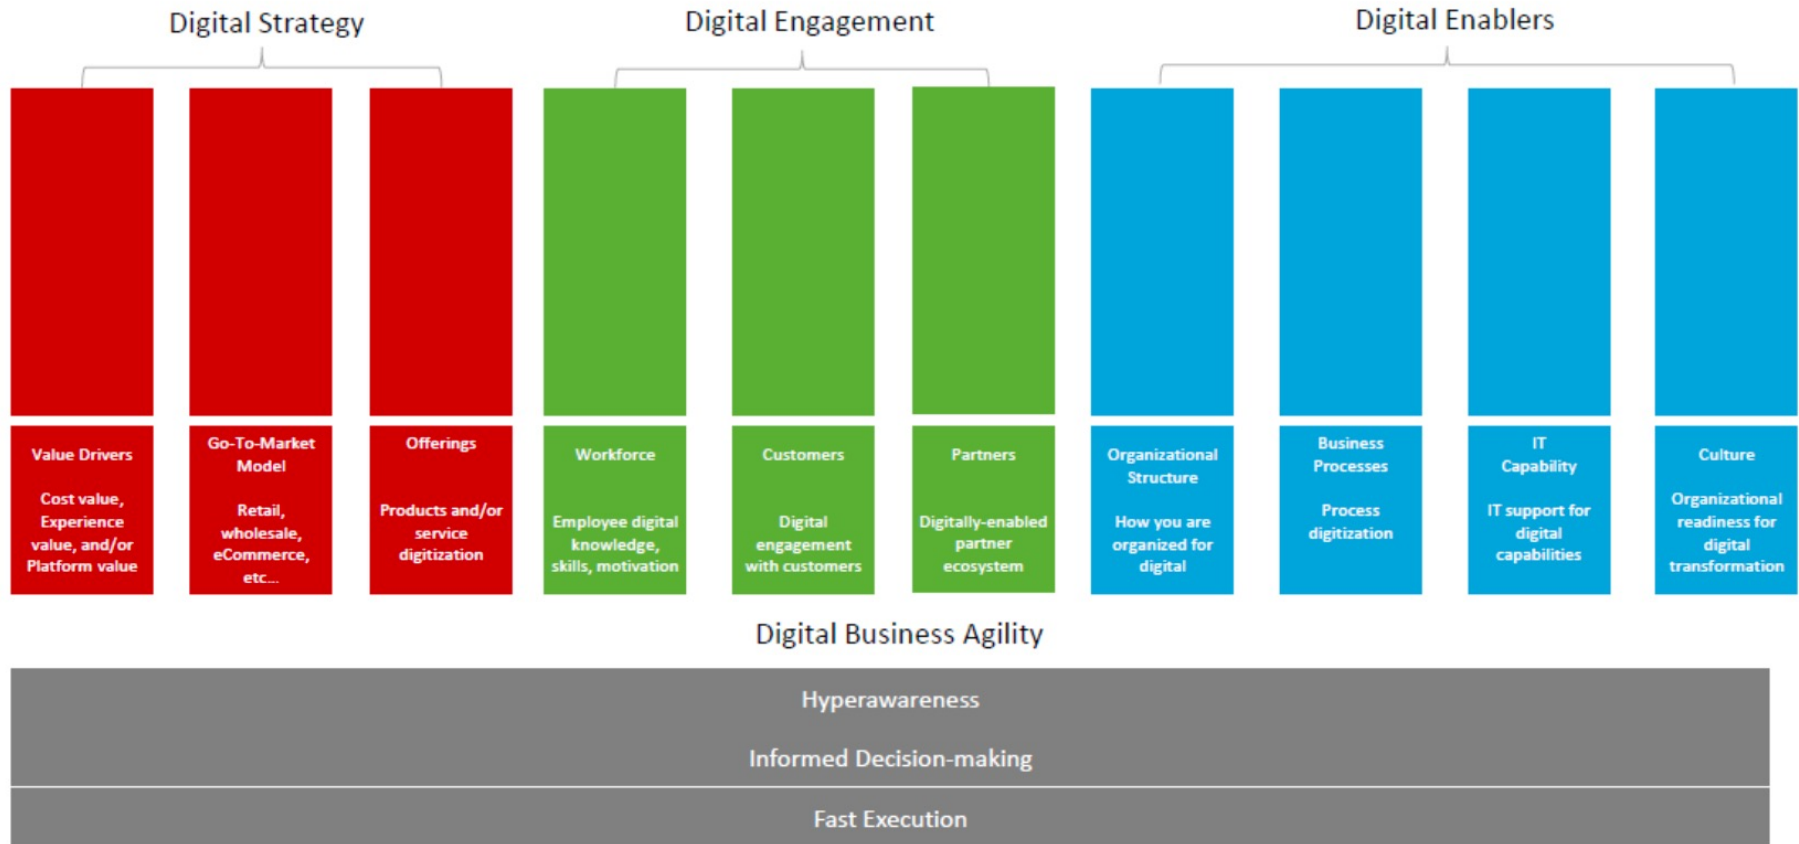 Digital Strategy
Digital Engagement
Digital Enablers
Value Drivers
Cost value,
Experience
value, and/or
Platform value
Go-To-Market
Model
Retail,
wholesale,
eCommerce,
etc...
Offerings
Products and/or
service
digitization
Workforce
Employee digital
knowledge,
skills, motivation
Customers
Digital
engagement
with customers
Partners
Digitally-enabled
partner
ecosystem
Organizational
Structure
How you are
organized for
digital
Business
Processes
Process
digitization
IT
Capability
IT support for
digital
capabilities
Culture
Organizational
readiness for
digital
transformation
Digital Business Agility
Hyperawareness
Informed Decision-making
Fast Execution